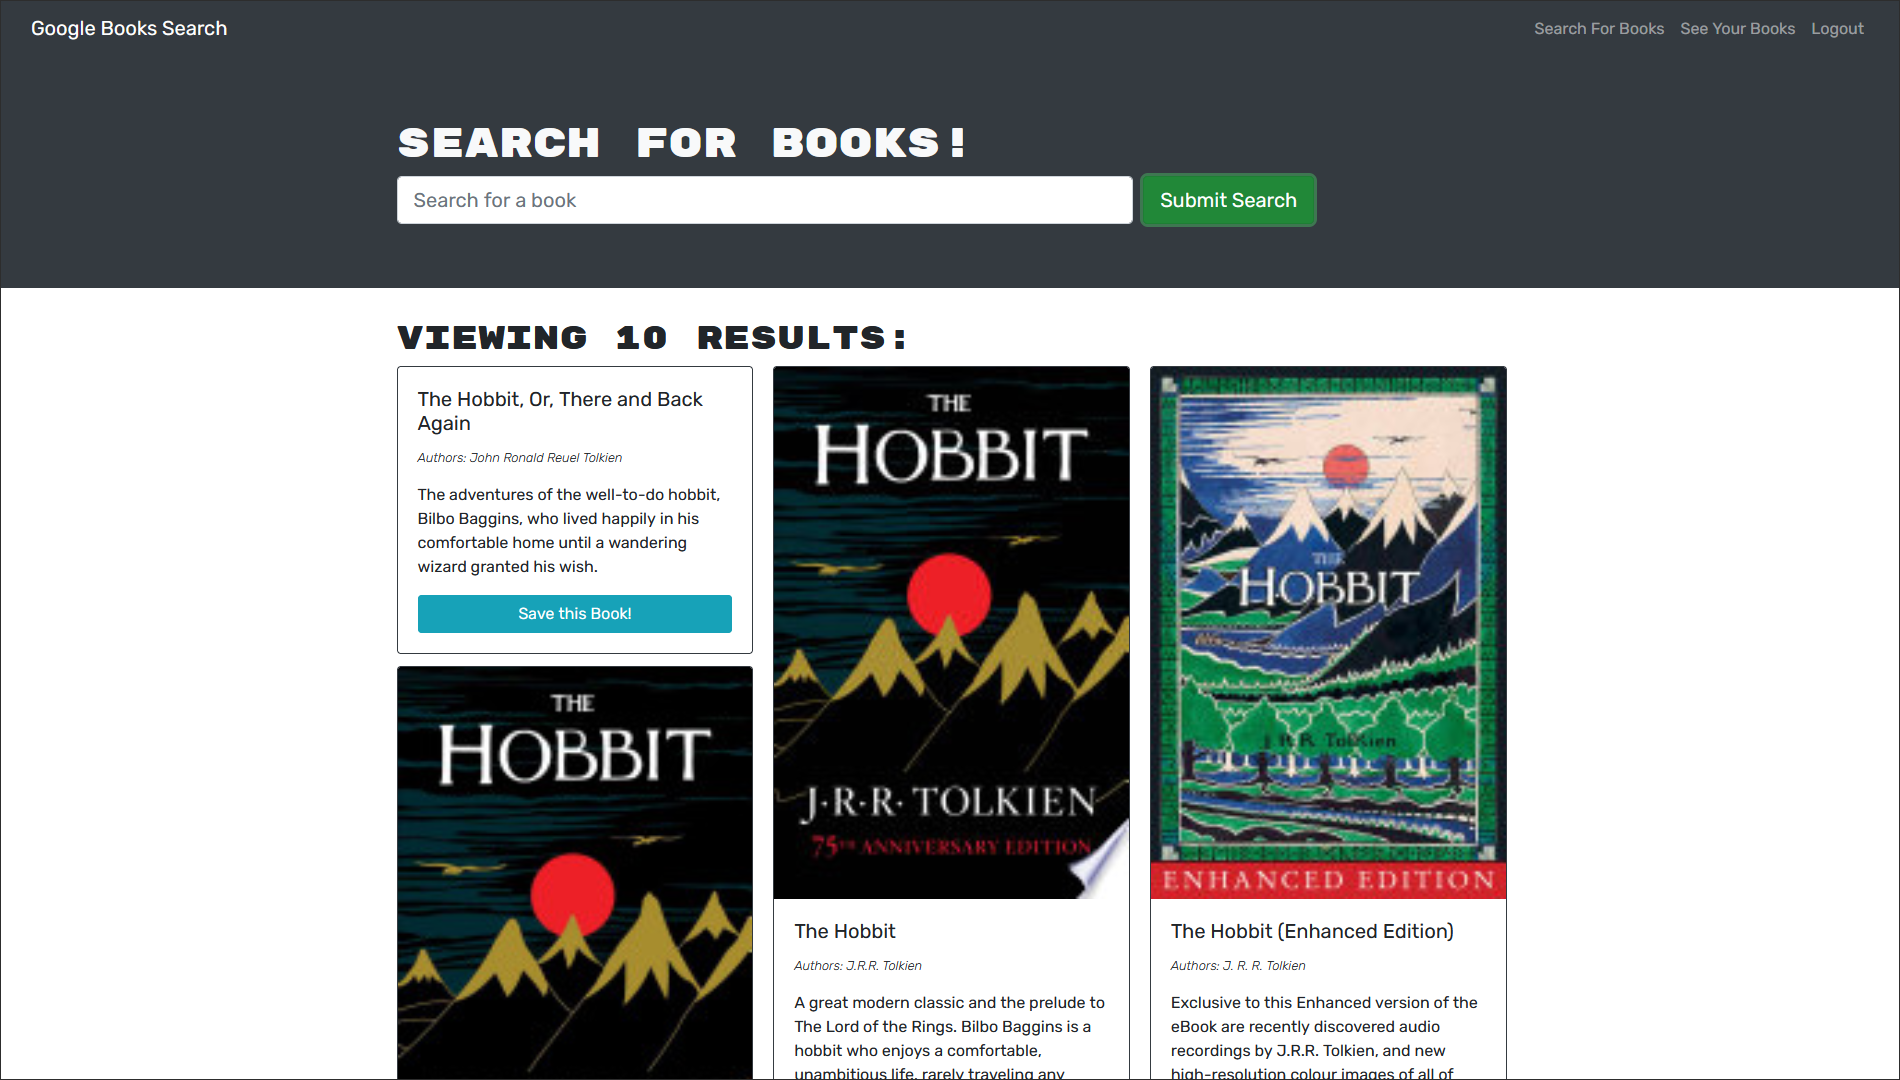 Google Books Search
Search For Books
See Your Books
Logout
SEARCH FOR BOOKS!
Search for a book
Submit Search
VIEWING 10 RESULTS:
The Hobbit, Or, There and Back
Again
Authors: John Ronald Reuel Tolkien
The adventures of the well-to-do hobbit,
Bilbo Baggins, who lived happily in his
comfortable home until a wandering
wizard granted his wish.
Save this Book!
THE
HOBBIT
THE
HOBBIT
J·R·R· TOLKIEN
75TH ANNIVERSARY EDITION
The Hobbit
Authors: J.R.R. Tolkien
A great modern classic and the prelude to
The Lord of the Rings. Bilbo Baggins is a
hobbit who enjoys a comfortable,
unambitious life, rarely traveling any
THE
HOBBIT
J.R.R. Tolkien
ENHANCED EDITION
The Hobbit (Enhanced Edition)
Authors: J. R. R. Tolkien
Exclusive to this Enhanced version of the
eBook are recently discovered audio
recordings by J.R.R. Tolkien, and new
high-resolution colour images of all of